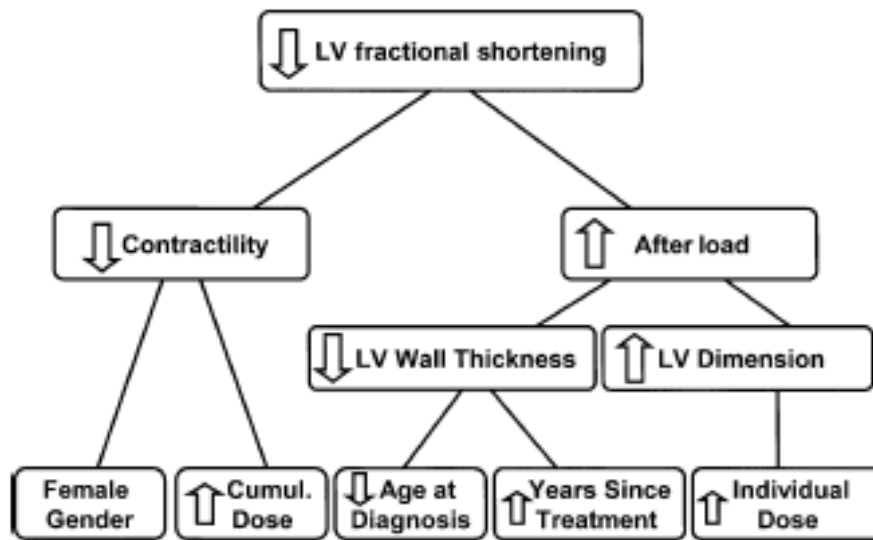 LV fractional shortening
Contractility
After load
LV Wall Thickness
LV Dimension
Female
Gender
Cumul.
Dose
Age at
Diagnosis
Years Since
Treatment
Individual
Dose